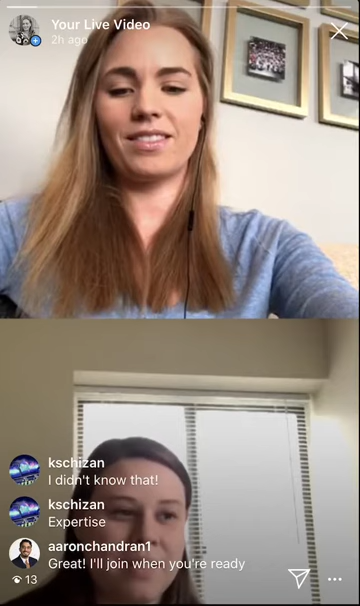 Your Live Video
2h ago
kschizan
I didn't know that!
kschizan
Expertise
aaronchandran1
Great! I'll join when you're ready
13